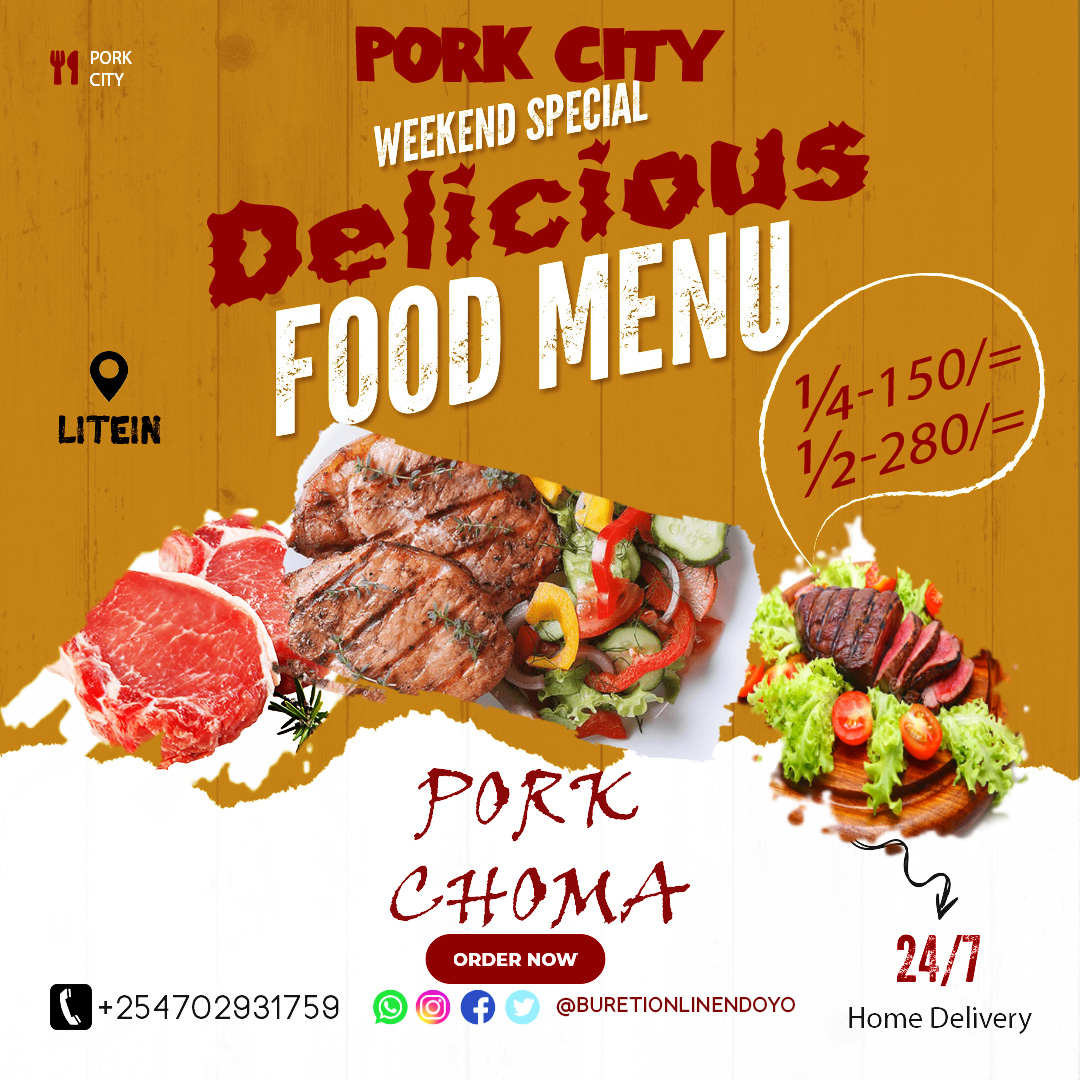 PORK
CITY
PORK CITY
WEEKEND SPECIAL
Delicious
FOOD MENU
LITEIN
1/4-150/=
1/2-280/=
PORK
CHOMA
ORDER NOW
24/7
Home Delivery
+254702931759
@BURETIONLINENDOYO